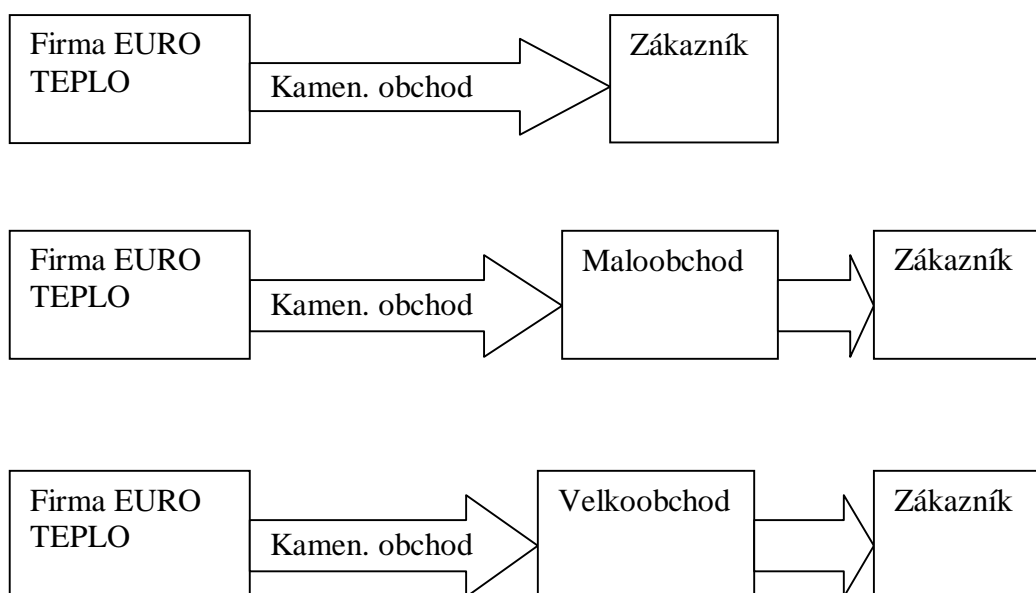 Firma EURO
TEPLO
Kamen. obchod
Zákazník
Firma EURO
TEPLO
Kamen. obchod
Maloobchod
Zákazník
Firma EURO
TEPLO
Kamen. obchod
Velkoobchod
Zákazník